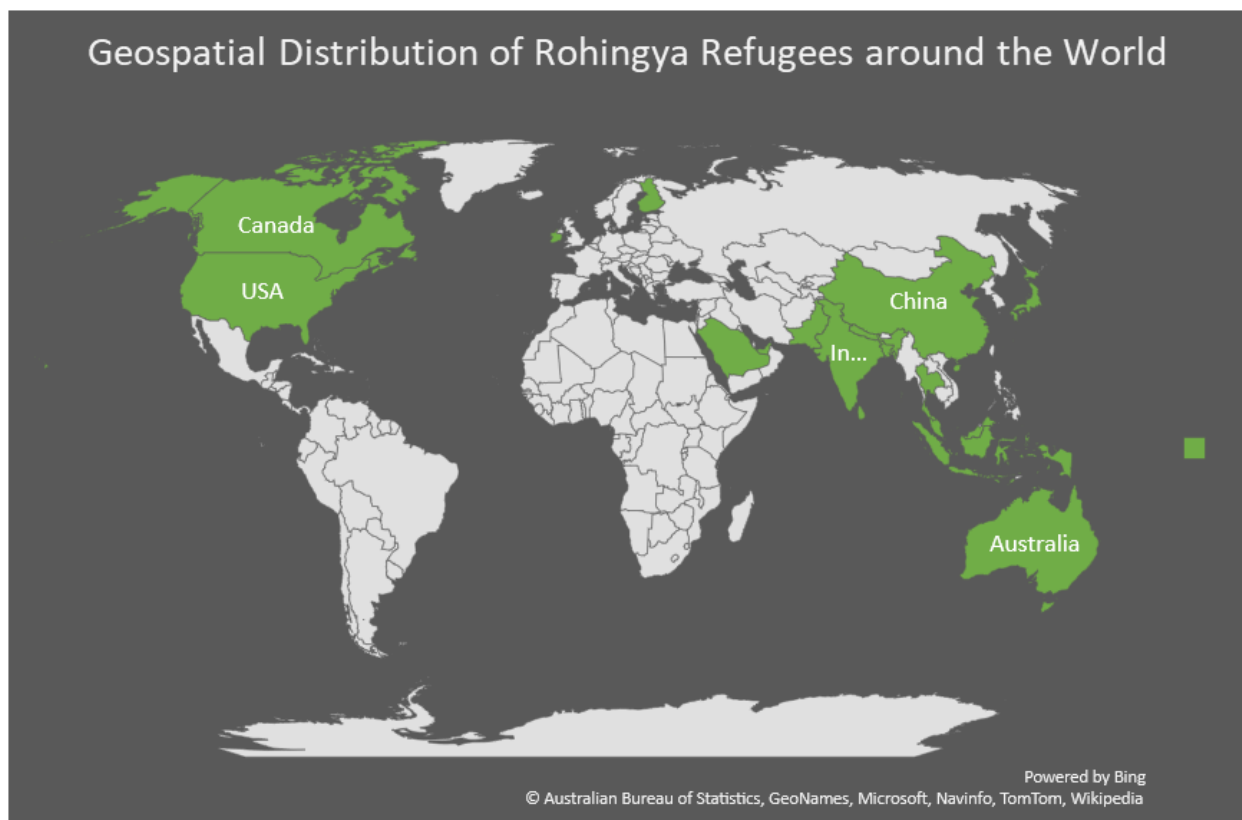 Geospatial Distribution of Rohingya Refugees around the World
Canada
USA
China
In...
Australia
Powered by Bing
© Australian Bureau of Statistics, GeoNames, Microsoft, Navinfo, TomTom, Wikipedia